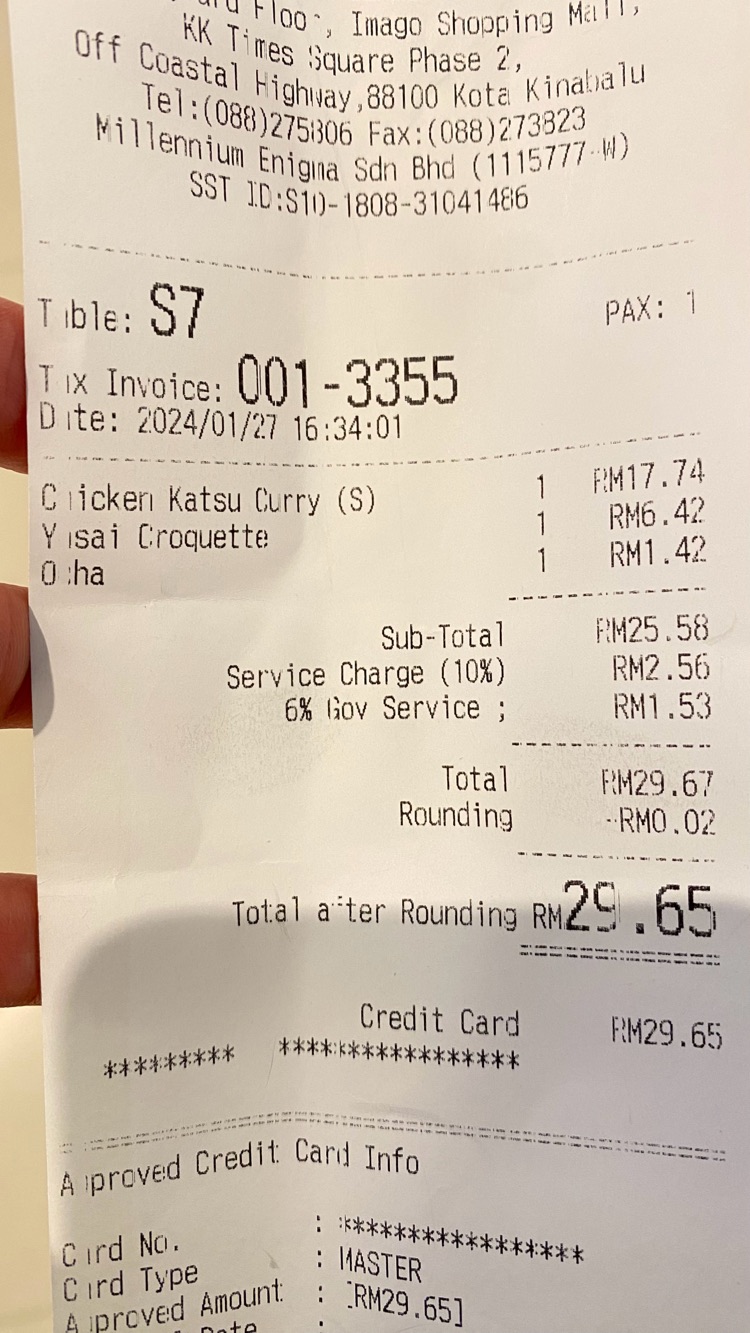 Floor, Imago Shopping Mall,
KK Times Square Phase 2,
Off Coastal Highway,88100 Kota Kinabalu
Tel:(088)275806 Fax:(088)273823
Millennium Enigma Sdn Bhd (1115777-W)
SST ID:S10-1808-31041486
Table: S7 PAX: 1
Tax Invoice: 001-3355
Date: 2024/01/27 16:34:01
Chicken Katsu Curry (S) 1 RM17.74
Yasai Croquette 1 RM6.42
Ocha 1 RM1.42
Sub-Total RM25.58
Service Charge (10%) RM2.56
6% Gov Service ; RM1.53
Total RM29.67
Rounding -RM0.02
Total after Rounding RM29.65
Credit Card RM29.65
********* *****************
Approved Credit Card Info
Card No. : *****************
Card Type : MASTER
Approved Amount : [RM29.65]
Date :